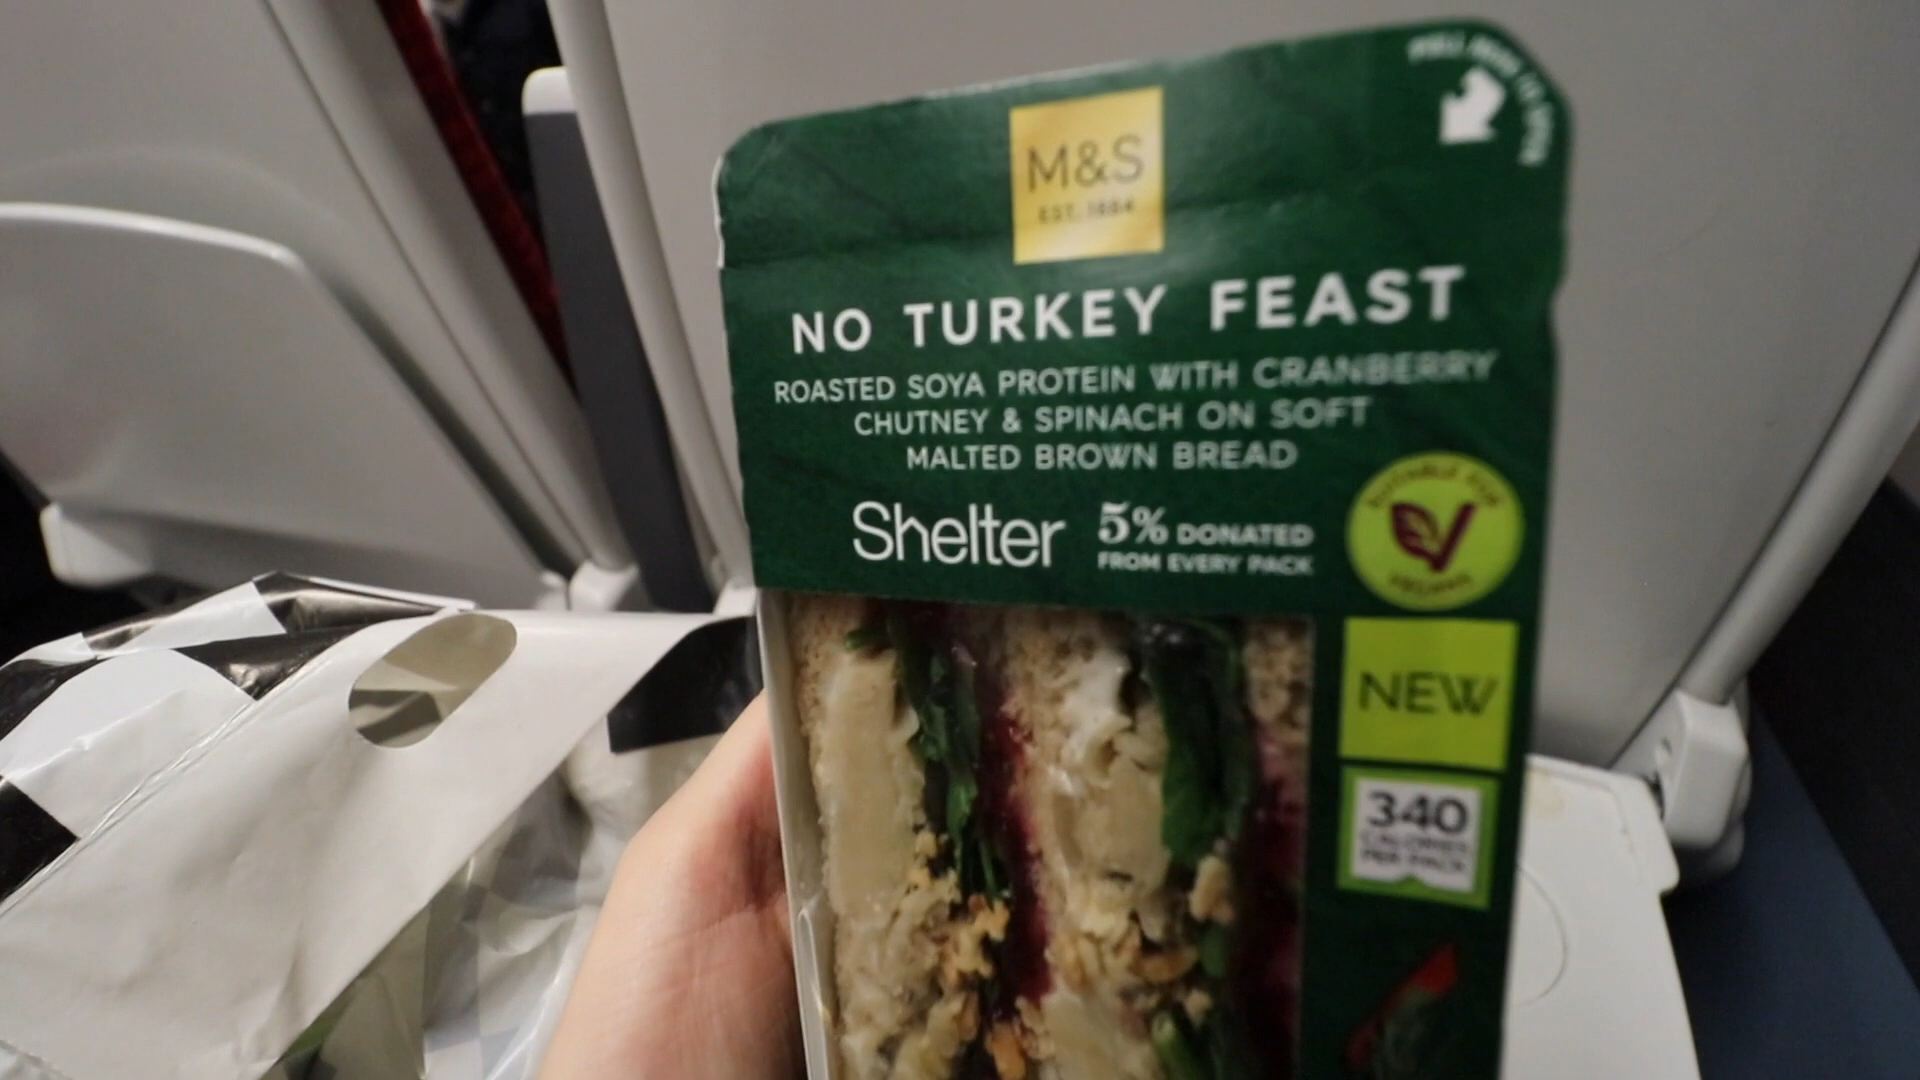 M&S
EST. 1884
NO TURKEY FEAST
ROASTED SOYA PROTEIN WITH CRANBERRY
CHUTNEY & SPINACH ON SOFT
MALTED BROWN BREAD
Shelter
5% DONATED
FROM EVERY PACK
NEW
340
CALORIES
PER PACK